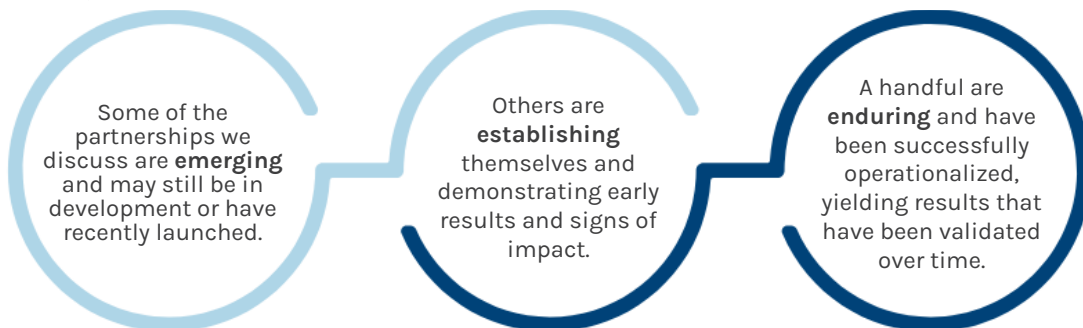 Some of the
partnerships we
discuss are emerging
and may still be in
development or have
recently launched.
Others are
establishing
themselves and
demonstrating early
results and signs of
impact.
A handful are
enduring and have
been successfully
operationalized,
yielding results that
have been validated
over time.